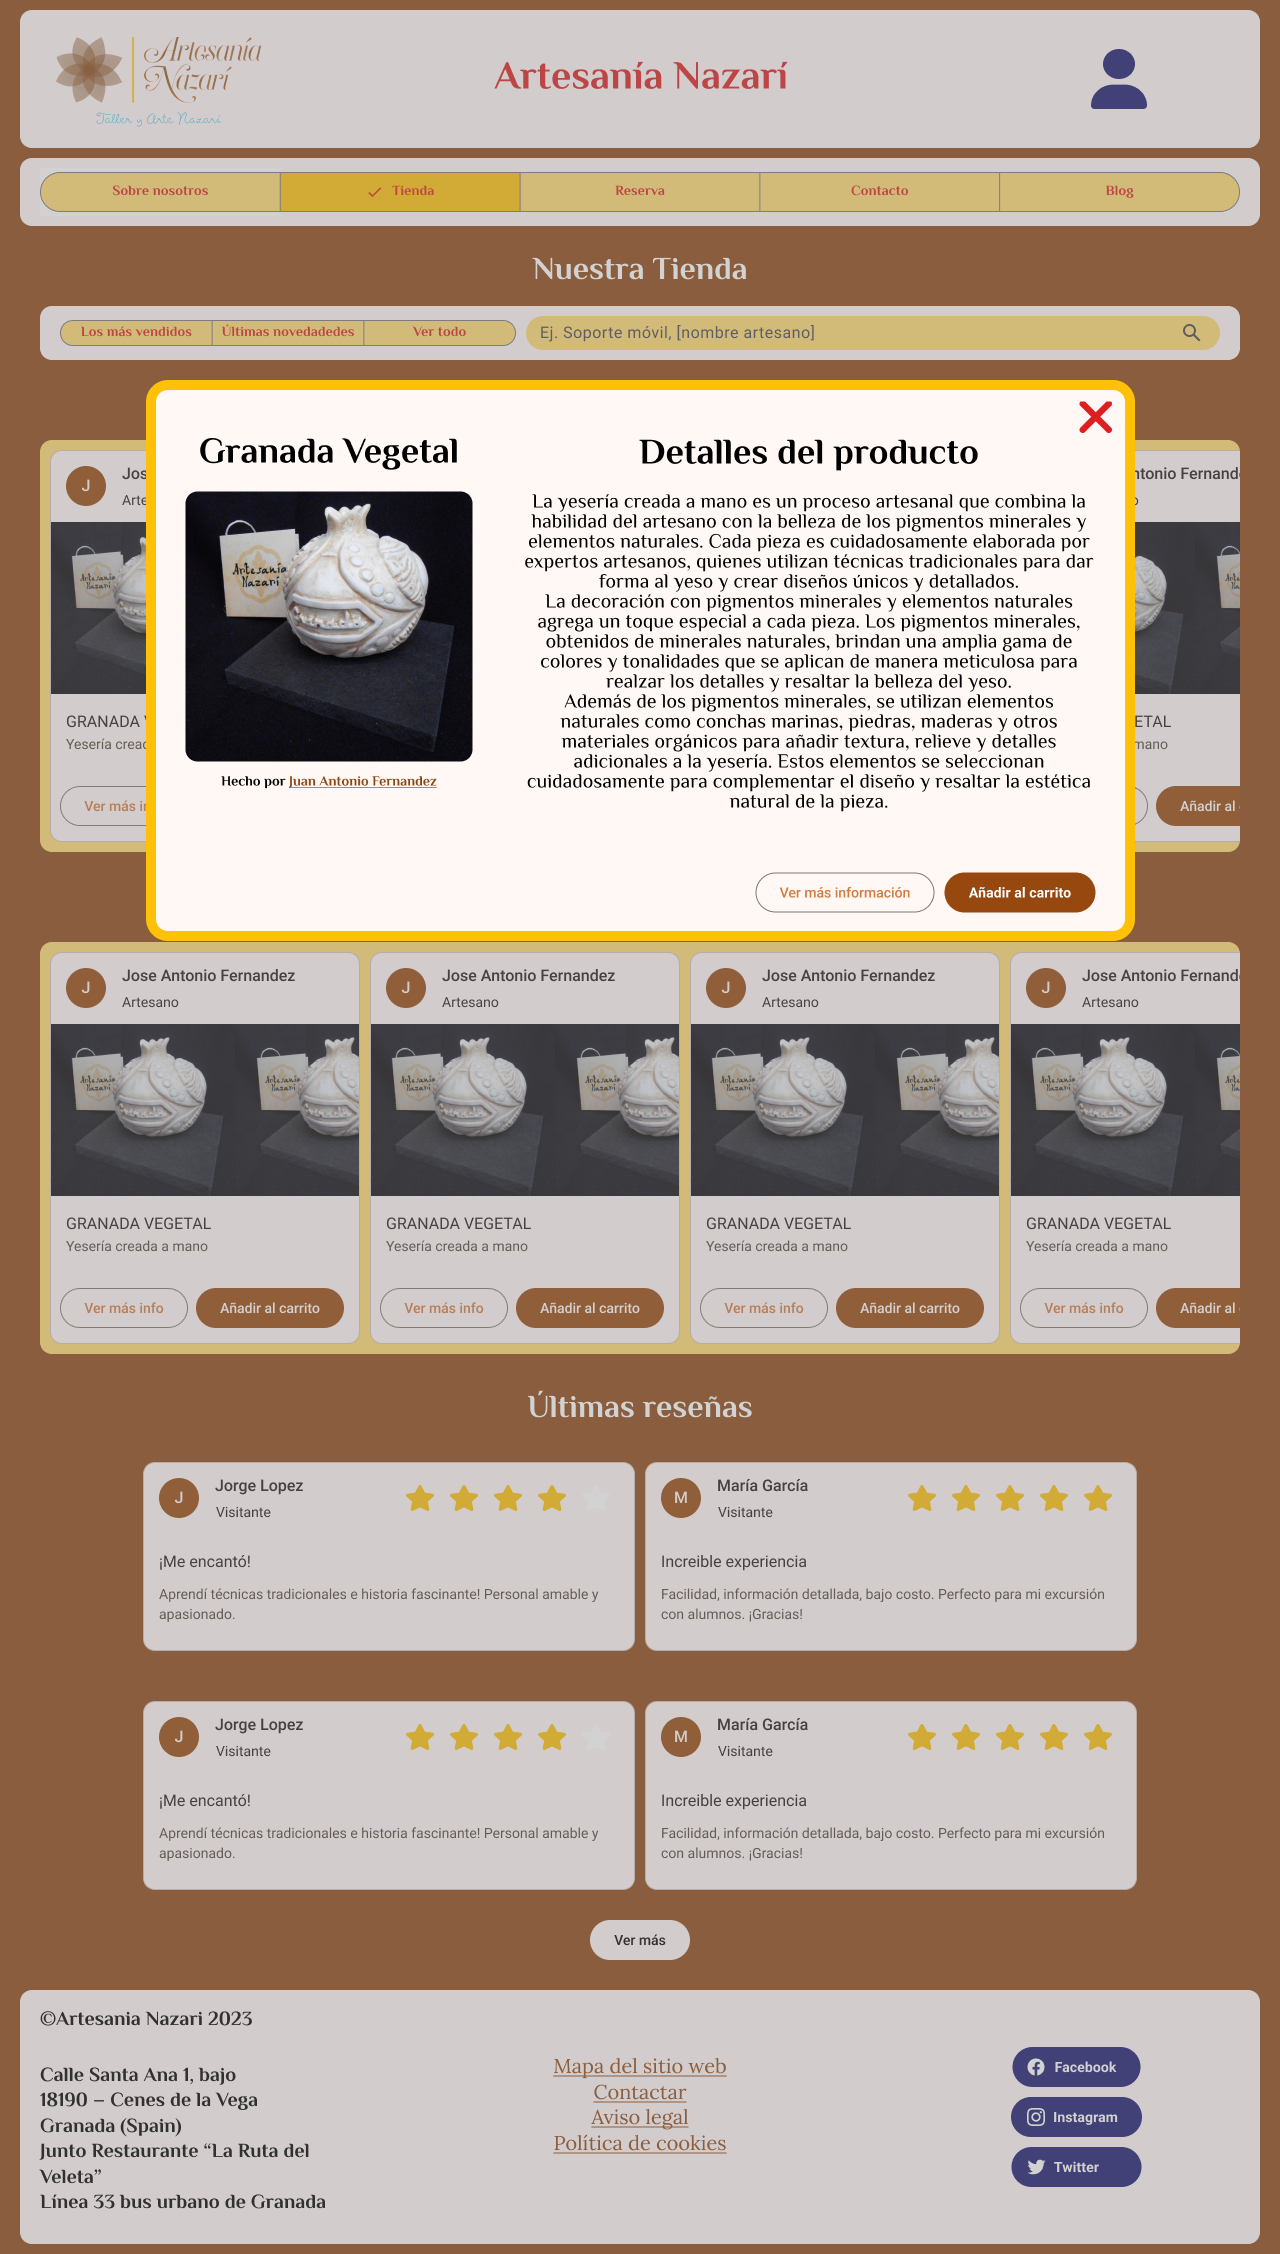 Artesanía
Nazarí
Taller y Arte Nazarí
Artesanía Nazarí
Sobre nosotros
Tienda
Reserva
Contacto
Blog
Nuestra Tienda
Los más vendidos
Últimas novedadedes
Ver todo
Ej. Soporte móvil, [nombre artesano]
Granada Vegetal
Artesanía
Nazarí
Hecho por Juan Antonio Fernandez
Detalles del producto
La yesería creada a mano es un proceso artesanal que combina la
habilidad del artesano con la belleza de los pigmentos minerales y
elementos naturales. Cada pieza es cuidadosamente elaborada por
expertos artesanos, quienes utilizan técnicas tradicionales para dar
forma al yeso y crear diseños únicos y detallados.
La decoración con pigmentos minerales y elementos naturales
agrega un toque especial a cada pieza. Los pigmentos minerales,
obtenidos de minerales naturales, brindan una amplia gama de
colores y tonalidades que se aplican de manera meticulosa para
realzar los detalles y resaltar la belleza del yeso.
Además de los pigmentos minerales, se utilizan elementos
naturales como conchas marinas, piedras, maderas y otros
materiales orgánicos para añadir textura, relieve y detalles
adicionales a la yesería. Estos elementos se seleccionan
cuidosamente para complementar el diseño y resaltar la estética
natural de la pieza.
Ver más información
Añadir al carrito
J
Jos
Arte
GRANADA V
Yesería cread
Ver más in
ntonio Fernand
ETAL
mano
Añadir al
J
Jose Antonio Fernandez
Artesano
Artesanía
Nazarí
GRANADA VEGETAL
Yesería creada a mano
Ver más info
Añadir al carrito
J
Jose Antonio Fernandez
Artesano
Artesanía
Nazarí
GRANADA VEGETAL
Yesería creada a mano
Ver más info
Añadir al carrito
J
Jose Antonio Fernandez
Artesano
Artesanía
Nazarí
GRANADA VEGETAL
Yesería creada a mano
Ver más info
Añadir al carrito
J
Jose Antonio Fernand
Artesano
Artesanía
Nazarí
GRANADA VEGETAL
Yesería creada a mano
Ver más info
Añadir al
Últimas reseñas
J
Jorge Lopez
Visitante
¡Me encantó!
Aprendí técnicas tradicionales e historia fascinante! Personal amable y
apasionado.
M
María García
Visitante
Increible experiencia
Facilidad, información detallada, bajo costo. Perfecto para mi excursión
con alumnos. ¡Gracias!
J
Jorge Lopez
Visitante
¡Me encantó!
Aprendí técnicas tradicionales e historia fascinante! Personal amable y
apasionado.
M
María García
Visitante
Increible experiencia
Facilidad, información detallada, bajo costo. Perfecto para mi excursión
con alumnos. ¡Gracias!
Ver más
©Artesania Nazari 2023
Calle Santa Ana 1, bajo
18190 – Cenes de la Vega
Granada (Spain)
Junto Restaurante “La Ruta del
Veleta”
Línea 33 bus urbano de Granada
Mapa del sitio web
Contactar
Aviso legal
Política de cookies
Facebook
Instagram
Twitter